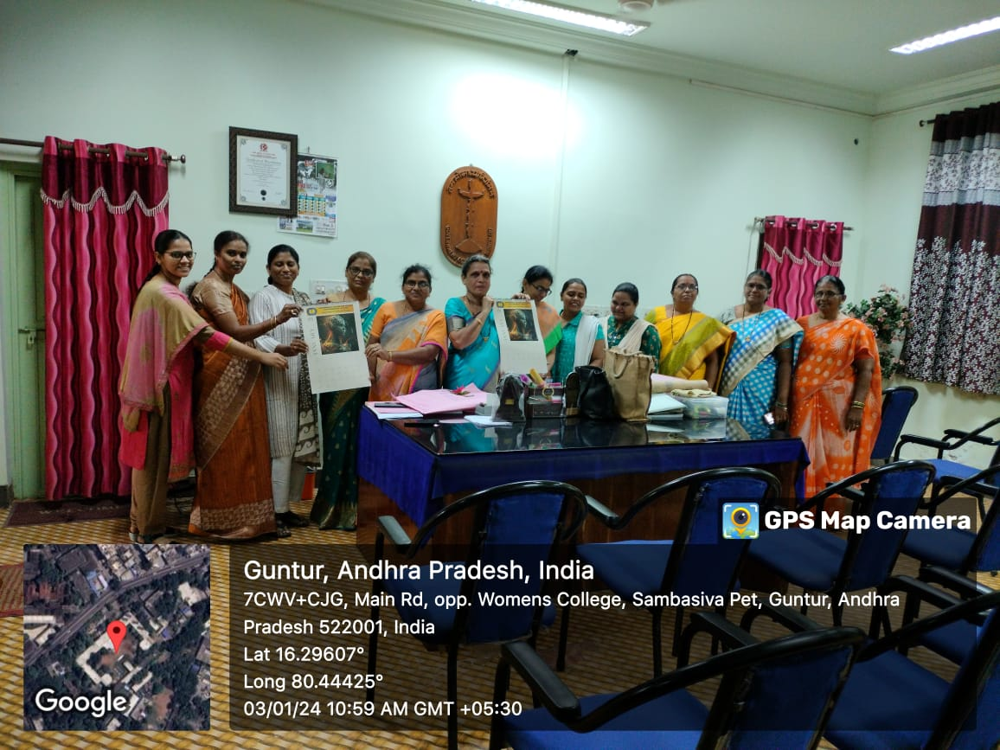 GPS Map Camera
Guntur, Andhra Pradesh, India
7CWV+CJG, Main Rd, opp. Womens College, Sambasiva Pet, Guntur, Andhra
Pradesh 522001, India
Lat 16.29607°
Long 80.44425°
03/01/24 10:59 AM GMT +05:30
Google